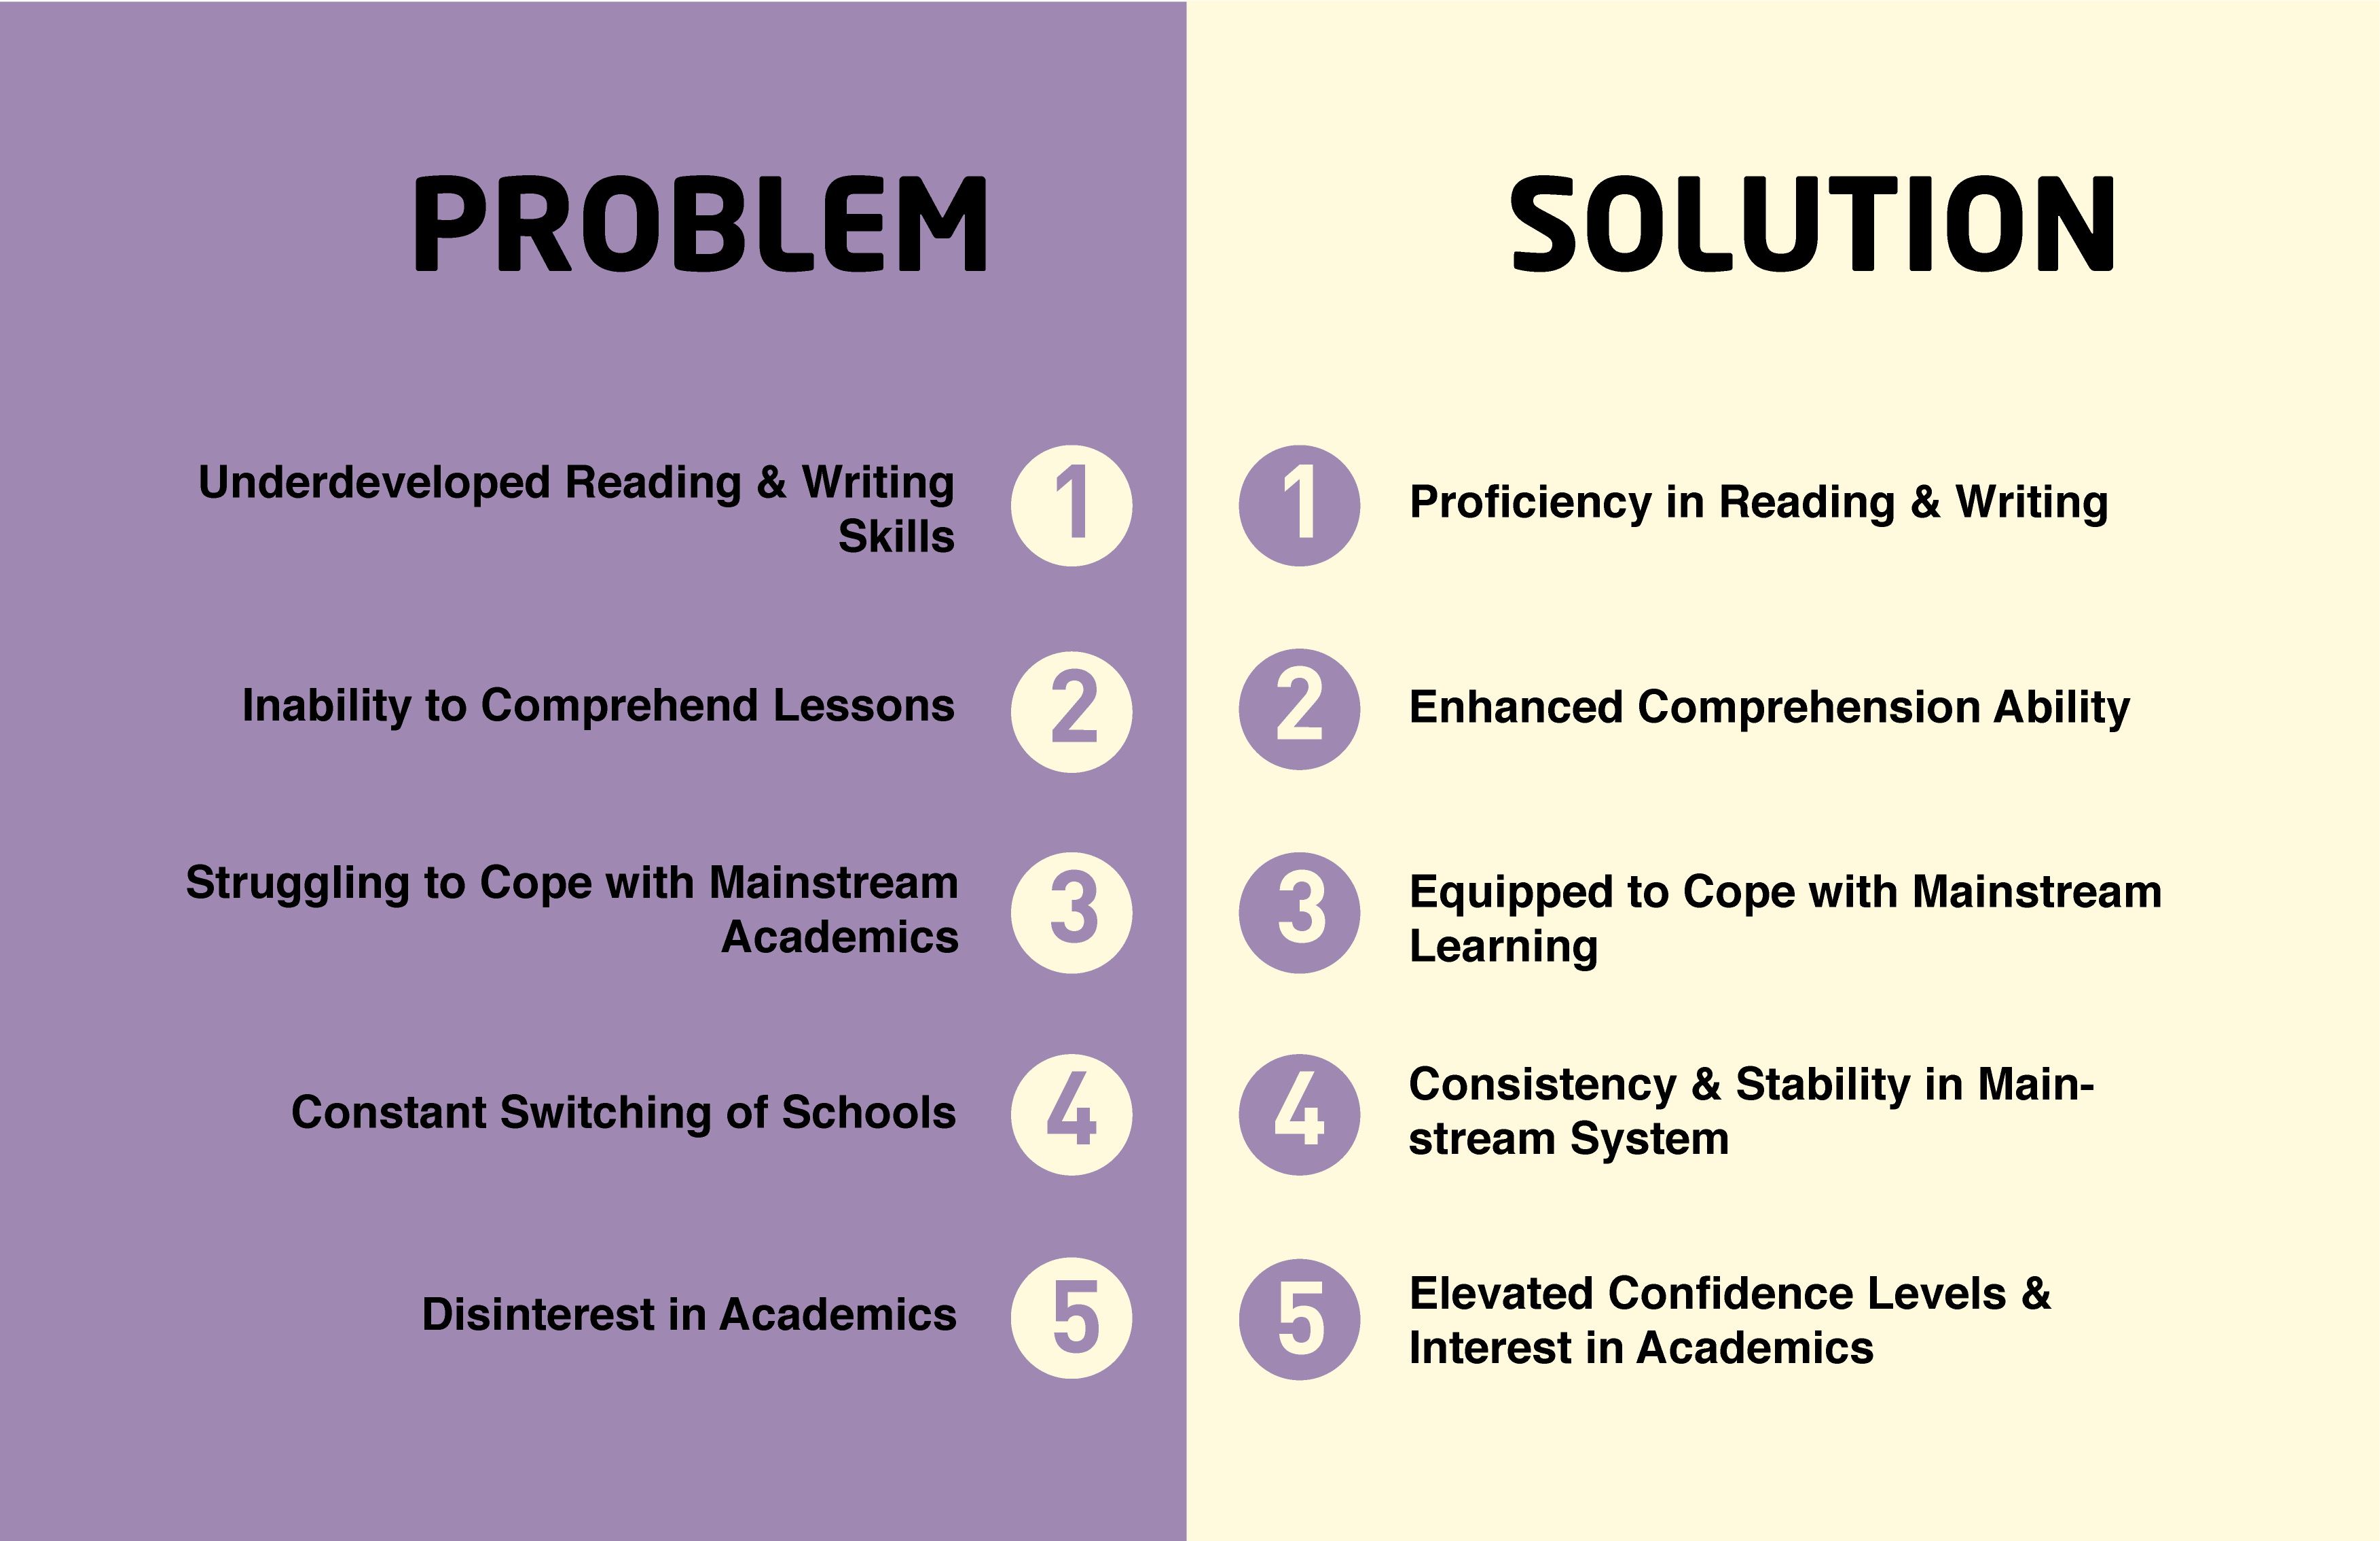 PROBLEM
Underdeveloped Reading & Writing
Skills
1
Inability to Comprehend Lessons
2
Struggling to Cope with Mainstream
Academics
3
Constant Switching of Schools
4
Disinterest in Academics
5
SOLUTION
1
Proficiency in Reading & Writing
2
Enhanced Comprehension Ability
3
Equipped to Cope with Mainstream
Learning
4
Consistency & Stability in Main-
stream System
5
Elevated Confidence Levels &
Interest in Academics